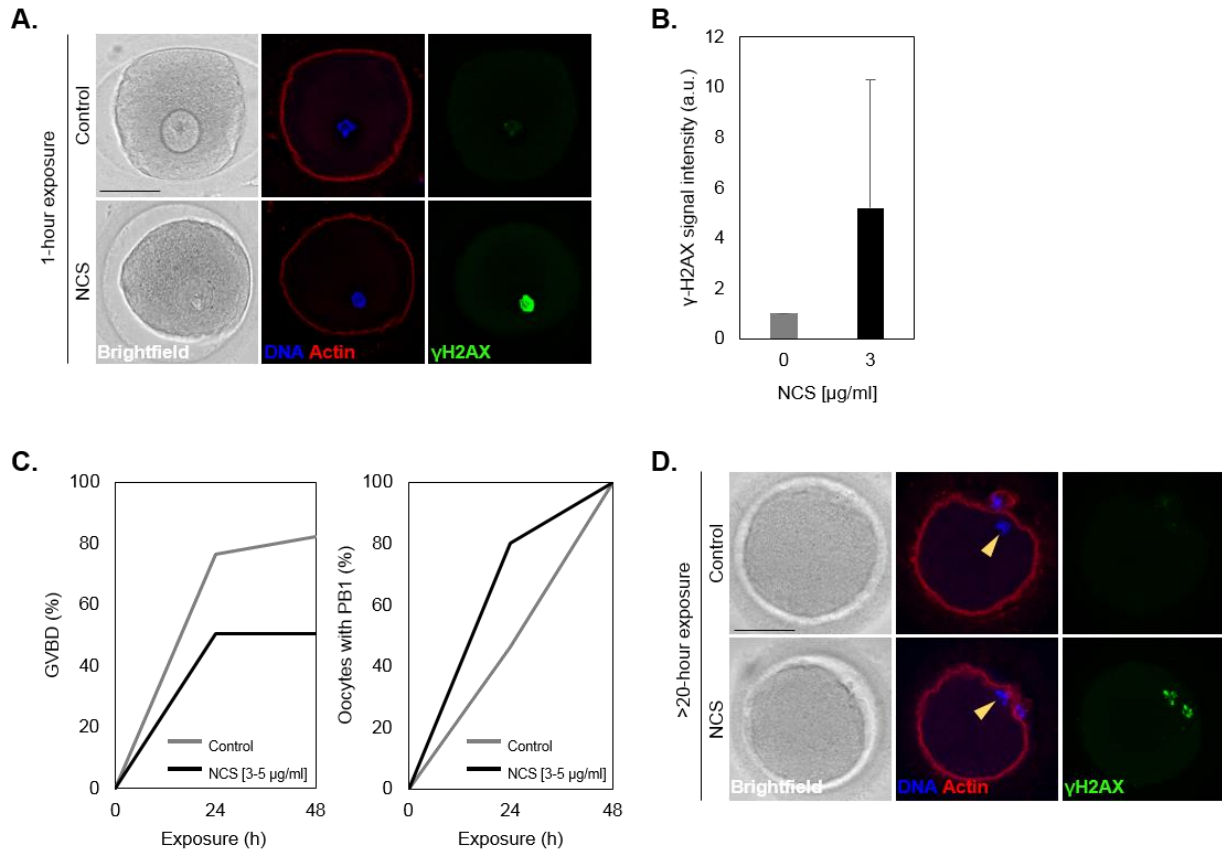 A.
1-hour exposure
Control
NCS
Brightfield
DNA Actin
γH2AX
B.
γ-H2AX signal intensity (a.u.)
12
10
8
6
4
2
0
0 3
NCS [µg/ml]
C.
GVBD (%)
100
80
60
40
20
0
Control
NCS [3-5 µg/ml]
0 24 48
Exposure (h)
Oocytes with PB1 (%)
100
80
60
40
20
0
Control
NCS [3-5 µg/ml]
0 24 48
Exposure (h)
D.
>20-hour exposure
Control
NCS
Brightfield
DNA Actin
γH2AX